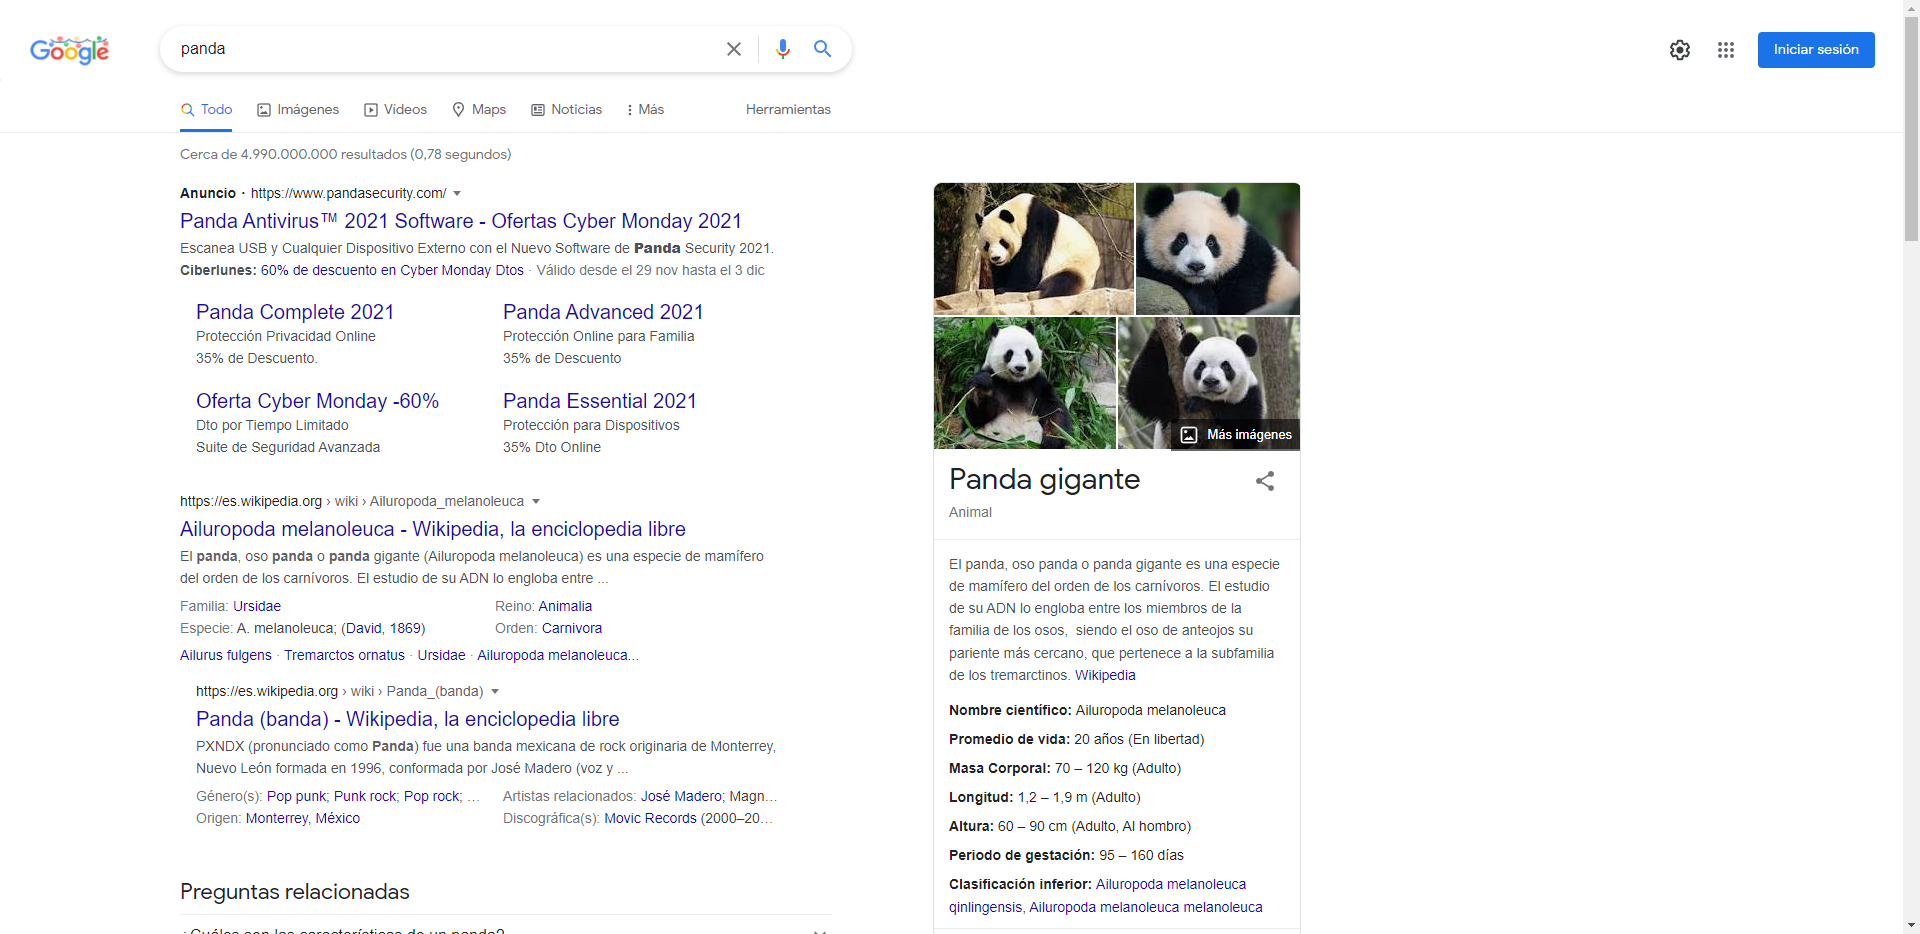 Google
panda
Iniciar sesión
Todo
Imágenes
Vídeos
Maps
Noticias
Más
Herramientas
Cerca de 4.990.000.000 resultados (0,78 segundos)
Anuncio · https://www.pandasecurity.com/
Panda Antivirus™ 2021 Software - Ofertas Cyber Monday 2021
Escanea USB y Cualquier Dispositivo Externo con el Nuevo Software de Panda Security 2021.
Ciberlunes: 60% de descuento en Cyber Monday Dtos · Válido desde el 29 nov hasta el 3 dic
Panda Complete 2021
Protección Privacidad Online
35% de Descuento.
Panda Advanced 2021
Protección Online para Familia
35% de Descuento
Oferta Cyber Monday -60%
Dto por Tiempo Limitado
Suite de Seguridad Avanzada
Panda Essential 2021
Protección para Dispositivos
35% Dto Online
https://es.wikipedia.org › wiki › Ailuropoda_melanoleuca
Ailuropoda melanoleuca - Wikipedia, la enciclopedia libre
El panda, oso panda o panda gigante (Ailuropoda melanoleuca) es una especie de mamífero
del orden de los carnívoros. El estudio de su ADN lo engloba entre ...
Familia: Ursidae
Reino: Animalia
Especie: A. melanoleuca; (David, 1869)
Orden: Carnivora
Ailurus fulgens · Tremarctos ornatus · Ursidae · Ailuropoda melanoleuca...
https://es.wikipedia.org › wiki › Panda_(banda)
Panda (banda) - Wikipedia, la enciclopedia libre
PXNDX (pronunciado como Panda) fue una banda mexicana de rock originaria de Monterrey,
Nuevo León formada en 1996, conformada por José Madero (voz y ...
Género(s): Pop punk; Punk rock; Pop rock; ...
Artistas relacionados: José Madero; Magn...
Origen: Monterrey, México
Discográfica(s): Movic Records (2000–20...
Preguntas relacionadas
¿Cuáles son las características de un panda?
Más imágenes
Panda gigante
Animal
El panda, oso panda o panda gigante es una especie
de mamífero del orden de los carnívoros. El estudio
de su ADN lo engloba entre los miembros de la
familia de los osos, siendo el oso de anteojos su
pariente más cercano, que pertenece a la subfamilia
de los tremarctinos. Wikipedia
Nombre científico: Ailuropoda melanoleuca
Promedio de vida: 20 años (En libertad)
Masa Corporal: 70 – 120 kg (Adulto)
Longitud: 1,2 – 1,9 m (Adulto)
Altura: 60 – 90 cm (Adulto, Al hombro)
Periodo de gestación: 95 – 160 días
Clasificación inferior: Ailuropoda melanoleuca
qinlingensis, Ailuropoda melanoleuca melanoleuca